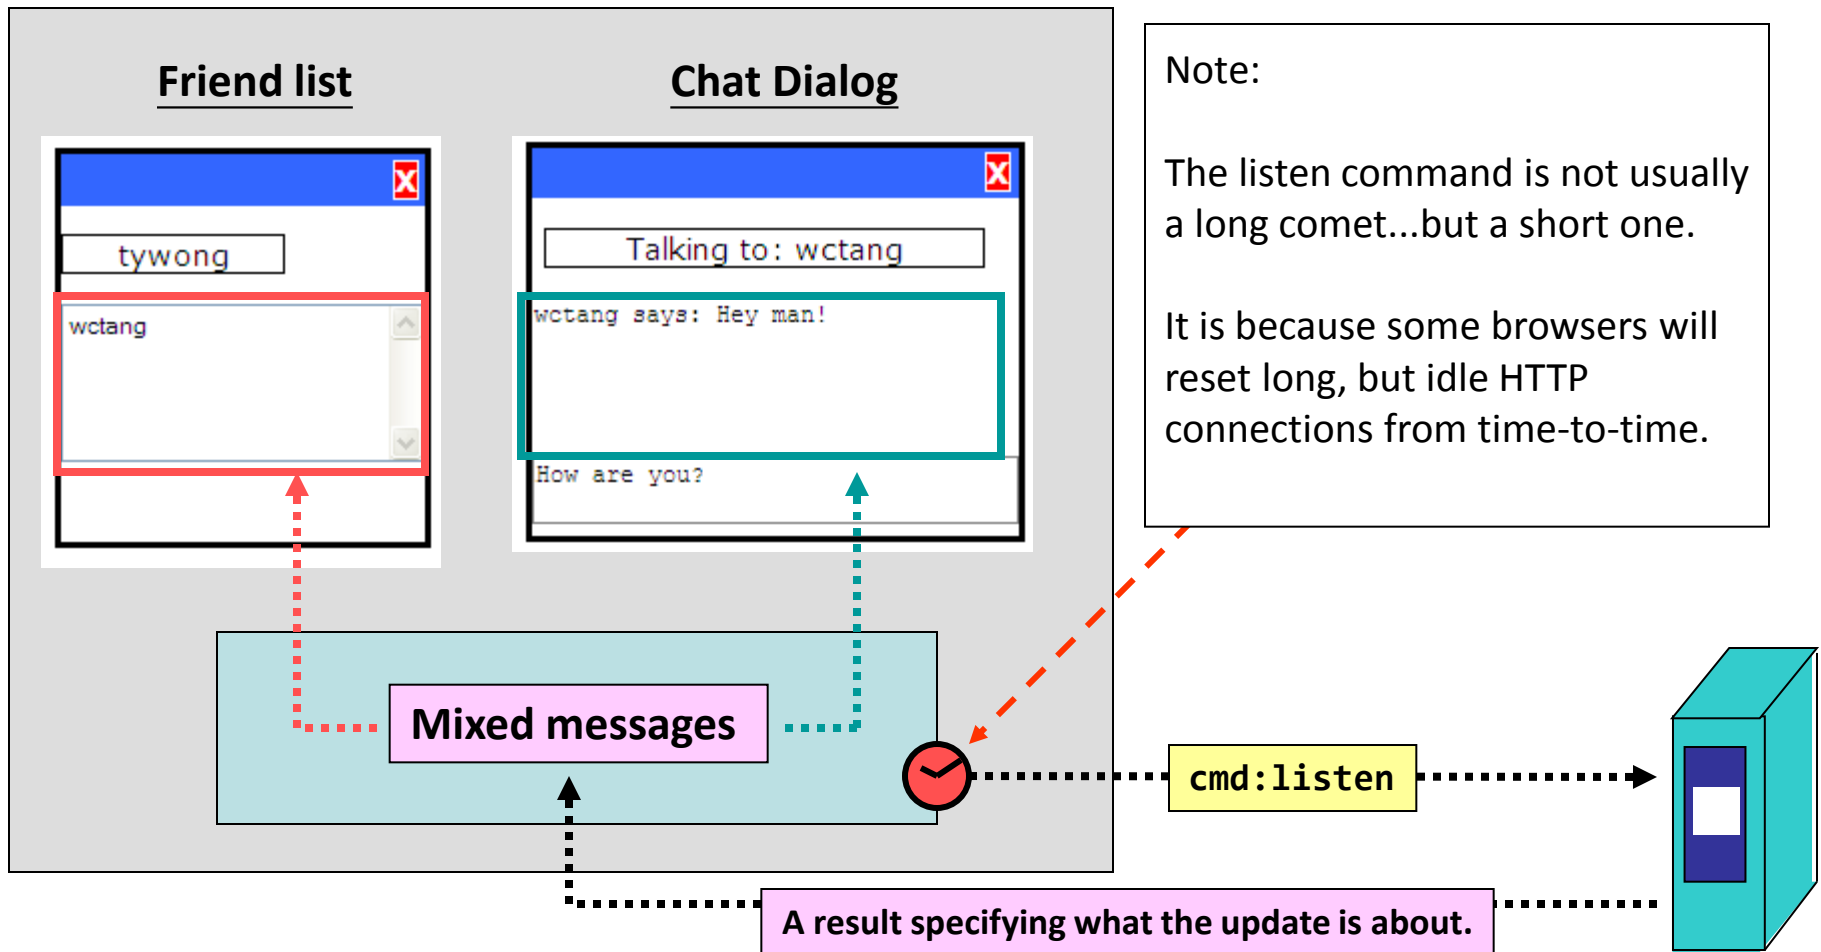 Friend list
Chat Dialog
X
X
tywong
Talking to: wctang
wctang
wctang says: Hey man!
How are you?
Note:
The listen command is not usually
a long comet...but a short one.
It is because some browsers will
reset long, but idle HTTP
connections from time-to-time.
Mixed messages
cmd:listen
A result specifying what the update is about.